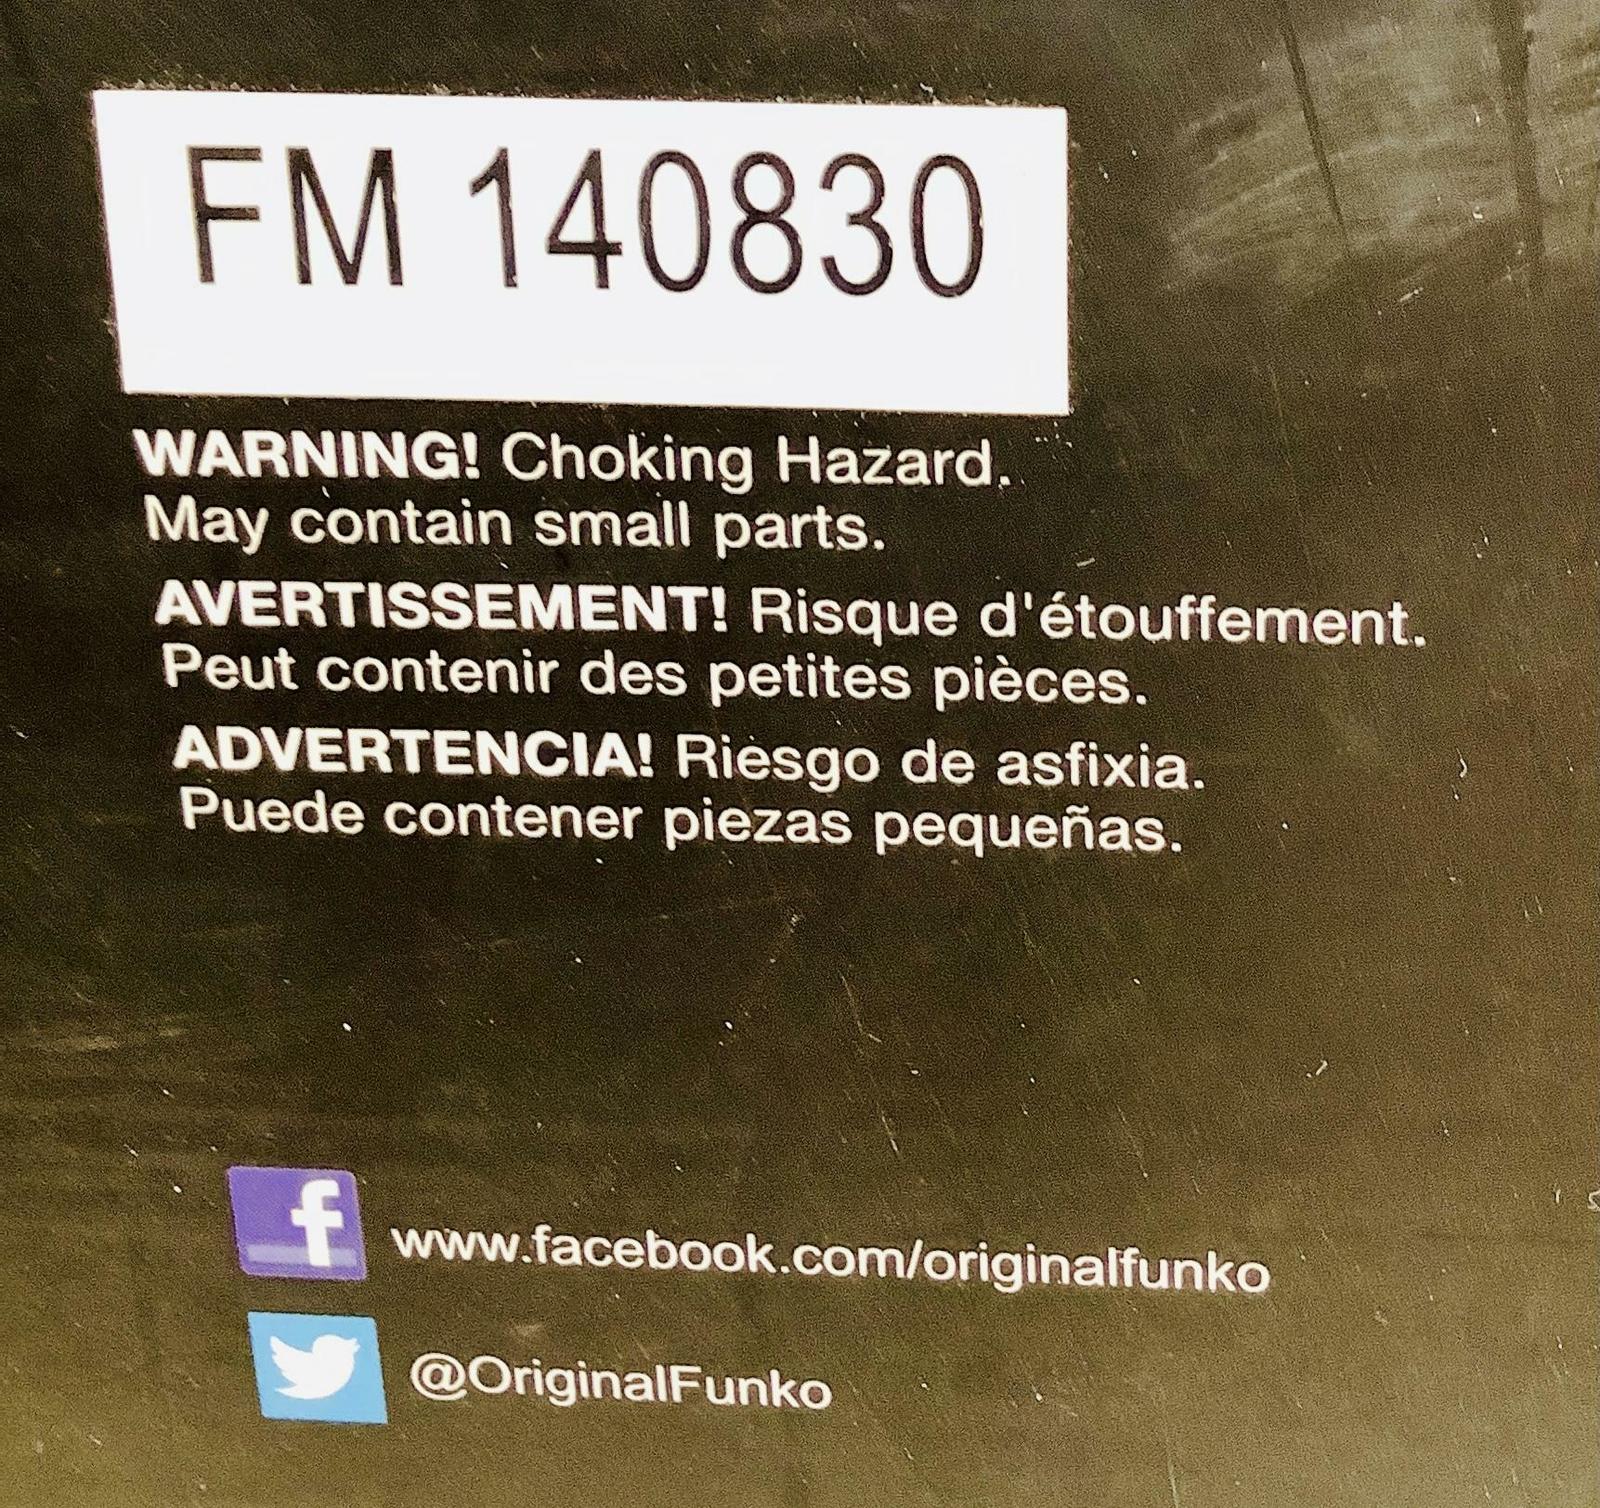 FM 140830
WARNING! Choking Hazard.
May contain small parts.
AVERTISSEMENT! Risque d'étouffement.
Peut contenir des petites pièces.
ADVERTENCIA! Riesgo de asfixia.
Puede contener piezas pequeñas.
f www.facebook.com/originalfunko
@OriginalFunko